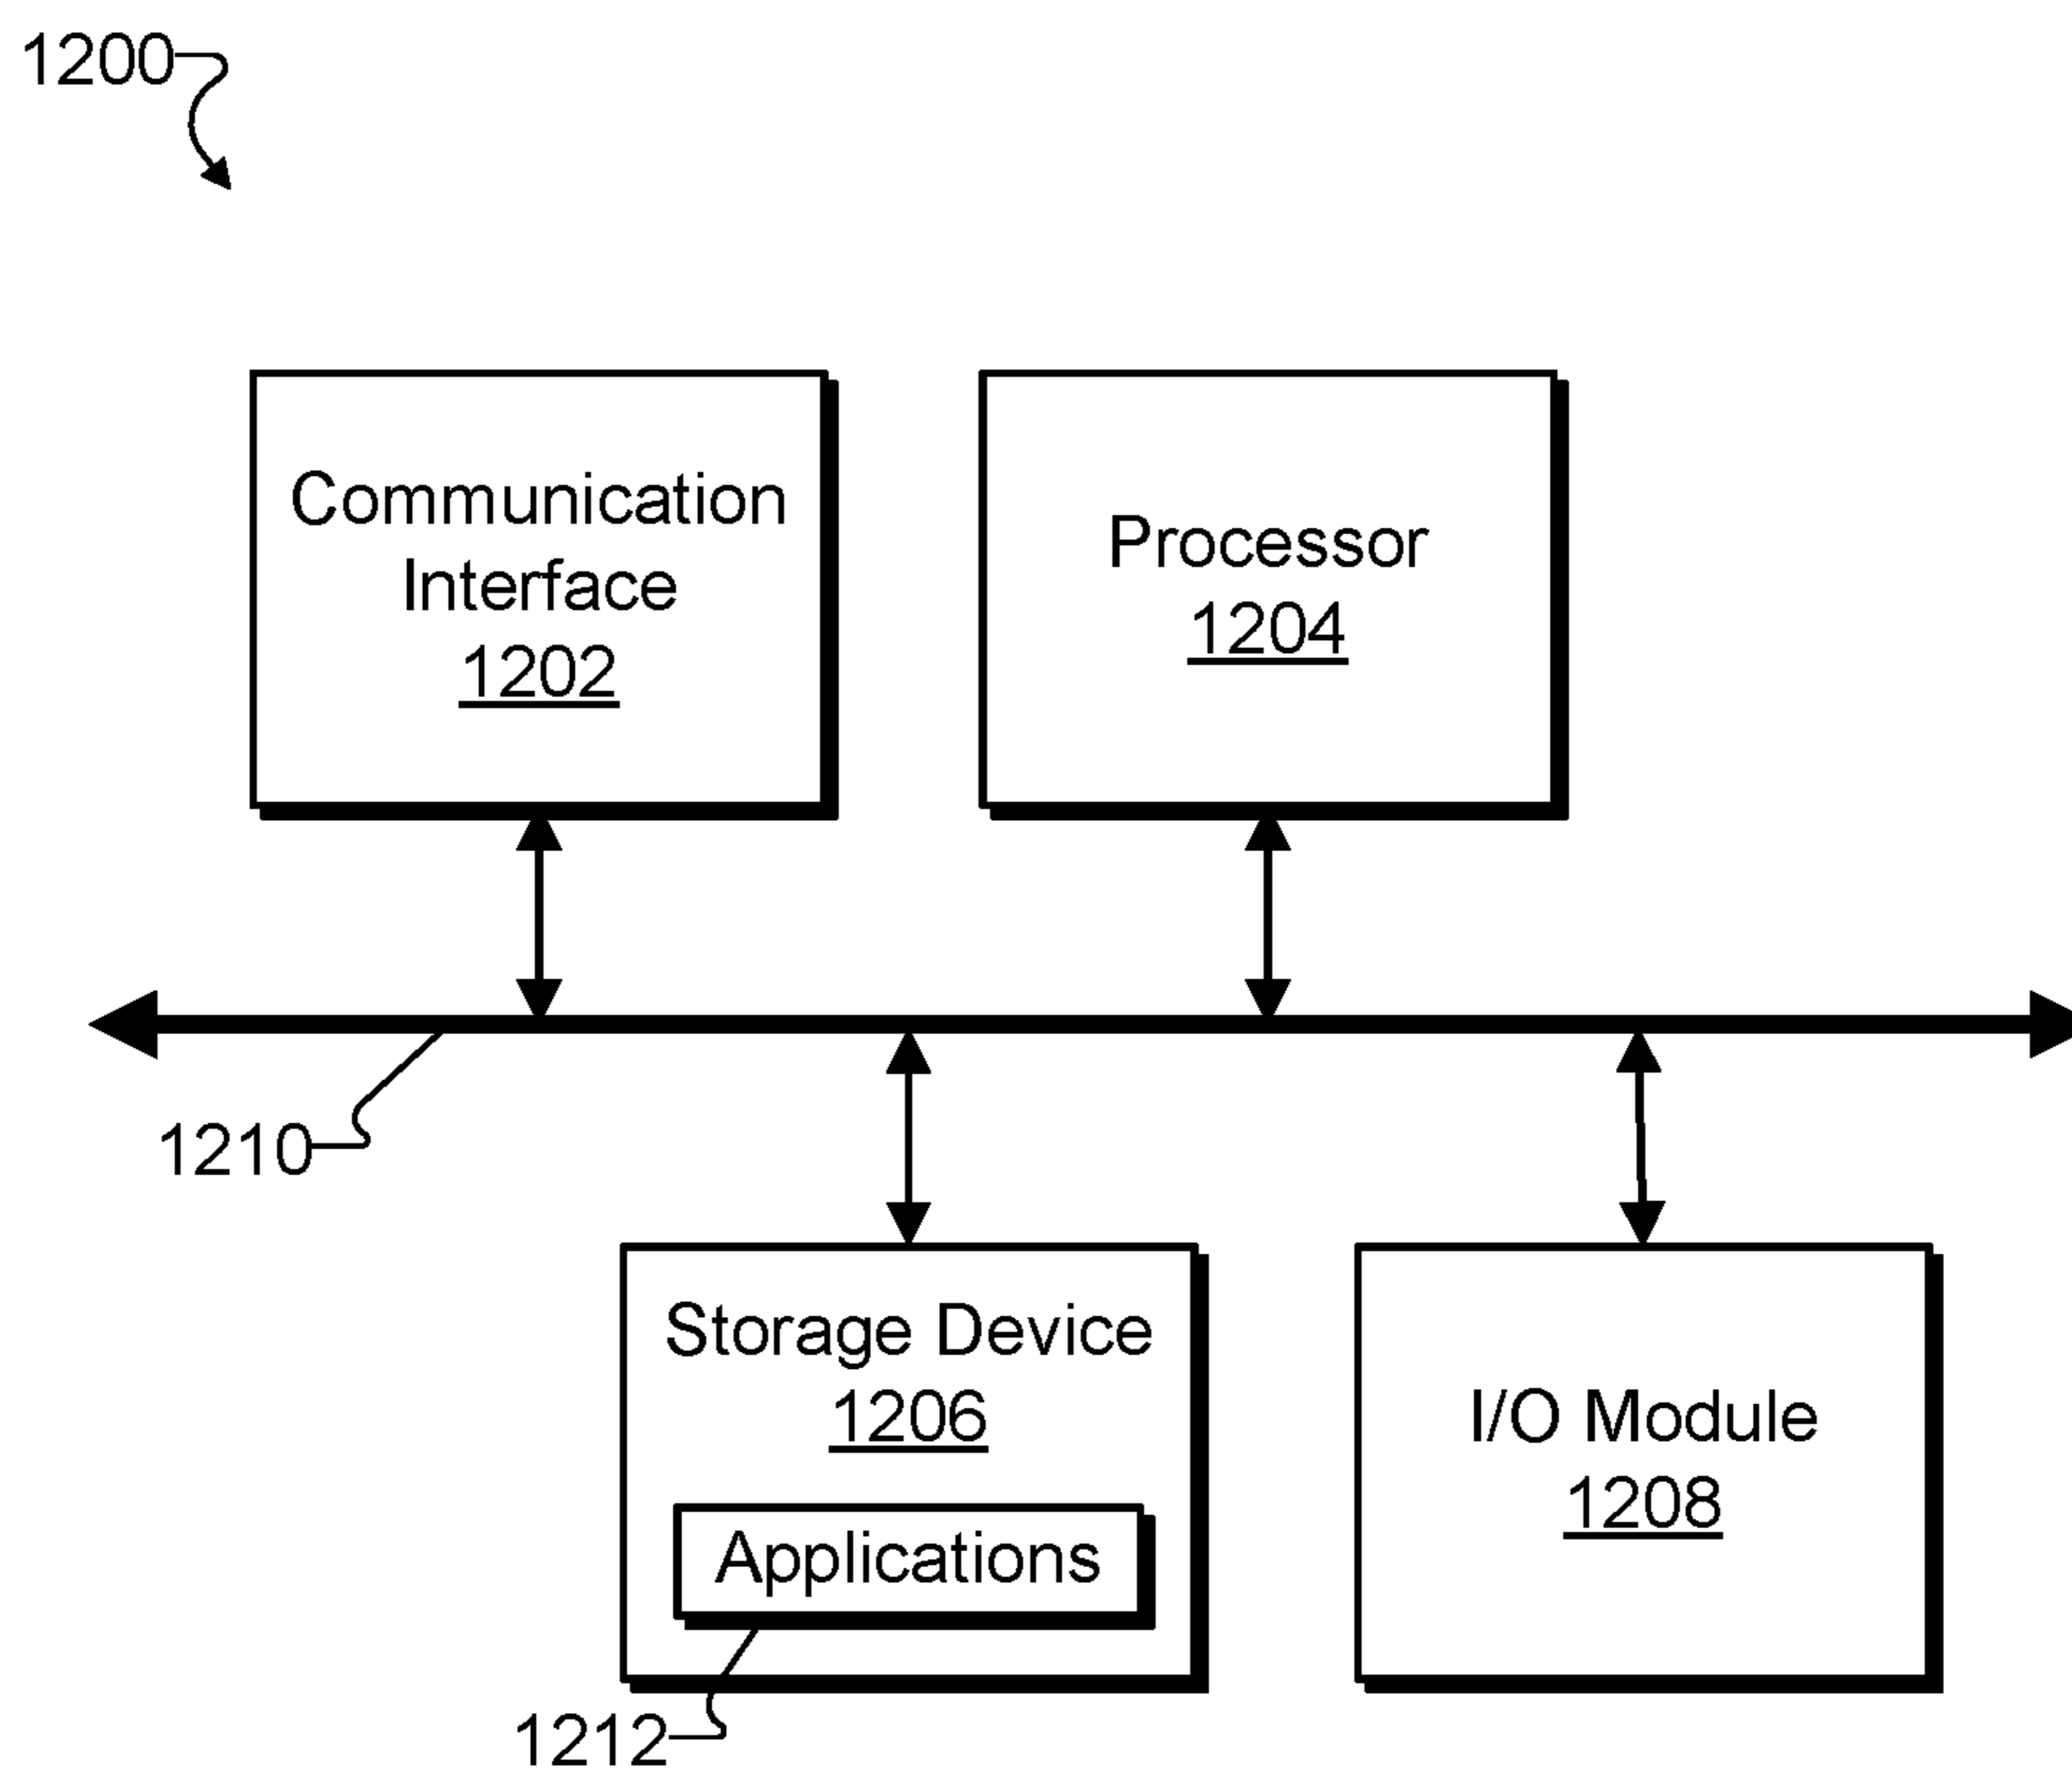 1200
Communication
Interface
1202
Processor
1204
1210
Storage Device
1206
Applications
1212
I/O Module
1208